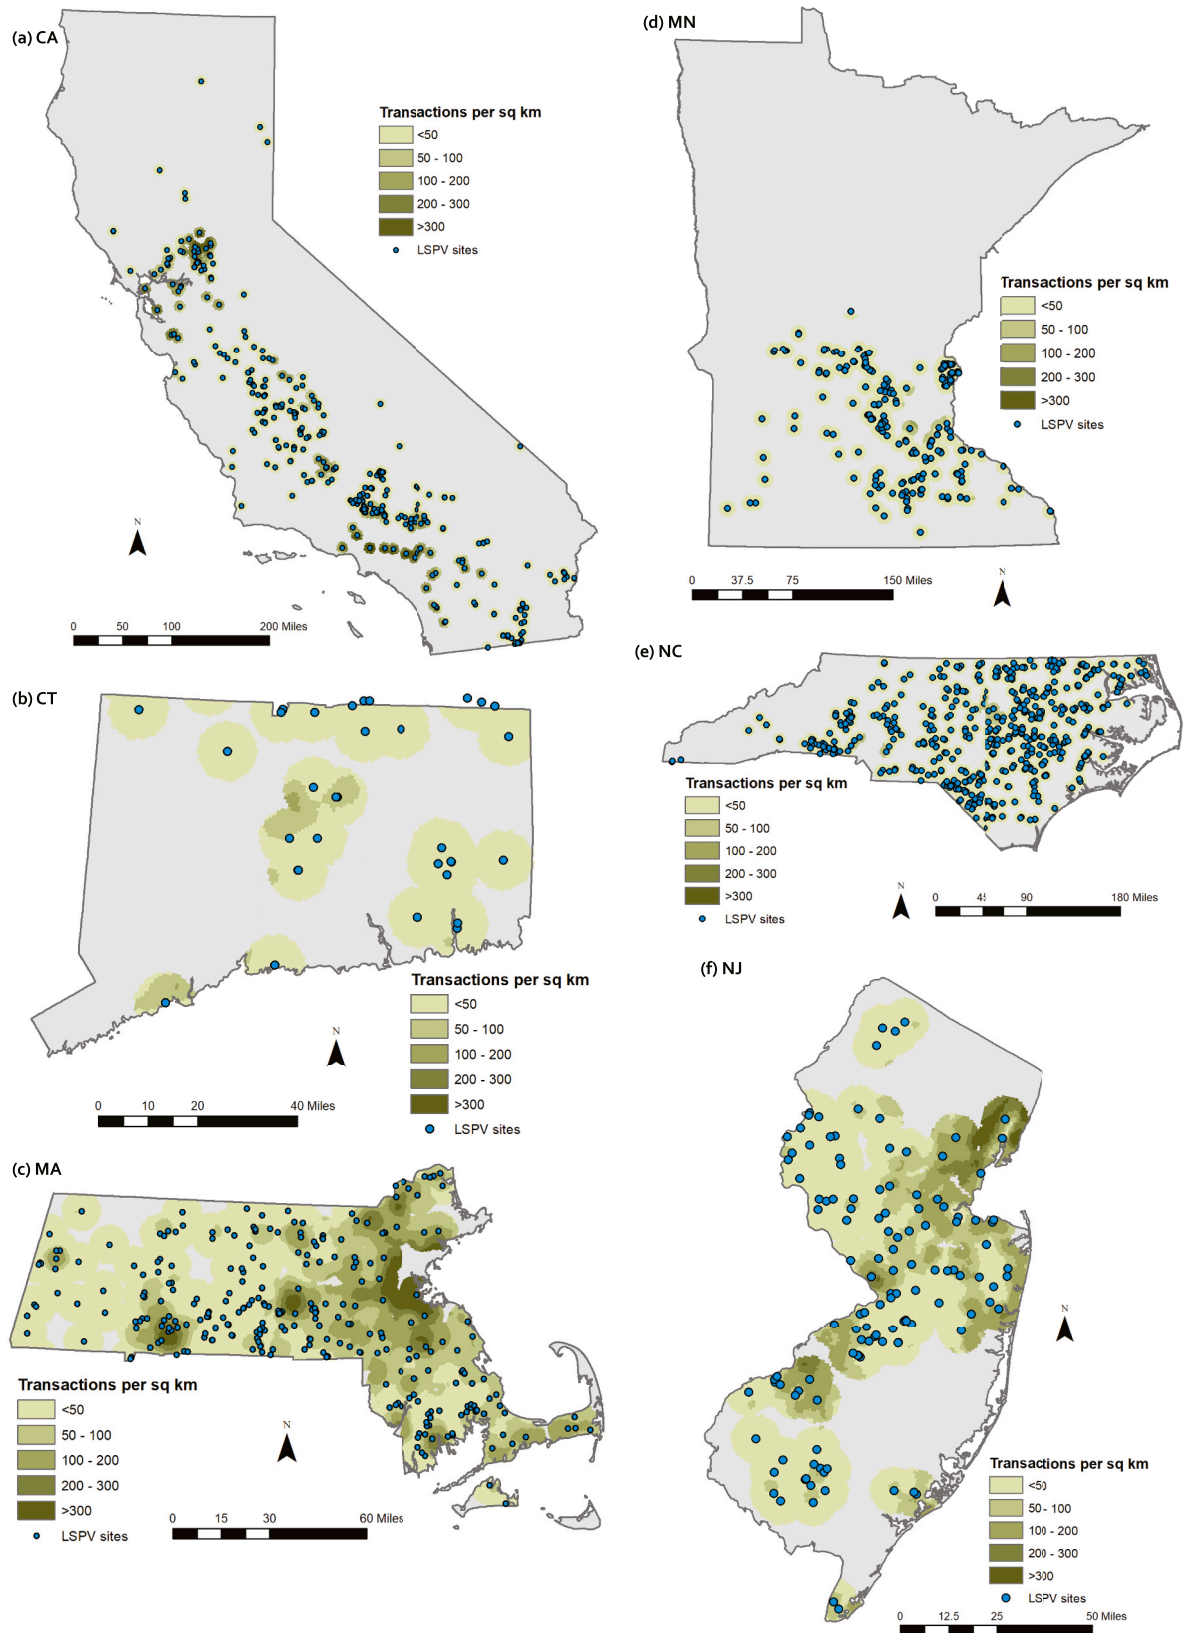 (a) CA
Transactions per sq km
<50
50 - 100
100 - 200
200 - 300
>300
LSPV sites
N
0 50 100 200 Miles
(b) CT
Transactions per sq km
<50
50 - 100
100 - 200
200 - 300
>300
LSPV sites
N
0 10 20 40 Miles
(c) MA
Transactions per sq km
<50
50 - 100
100 - 200
200 - 300
>300
LSPV sites
N
0 15 30 60 Miles
(d) MN
Transactions per sq km
<50
50 - 100
100 - 200
200 - 300
>300
LSPV sites
0 37.5 75 150 Miles
N
(e) NC
Transactions per sq km
<50
50 - 100
100 - 200
200 - 300
>300
LSPV sites
N
0 45 90 180 Miles
(f) NJ
N
Transactions per sq km
<50
50 - 100
100 - 200
200 - 300
>300
LSPV sites
0 12.5 25 50 Miles